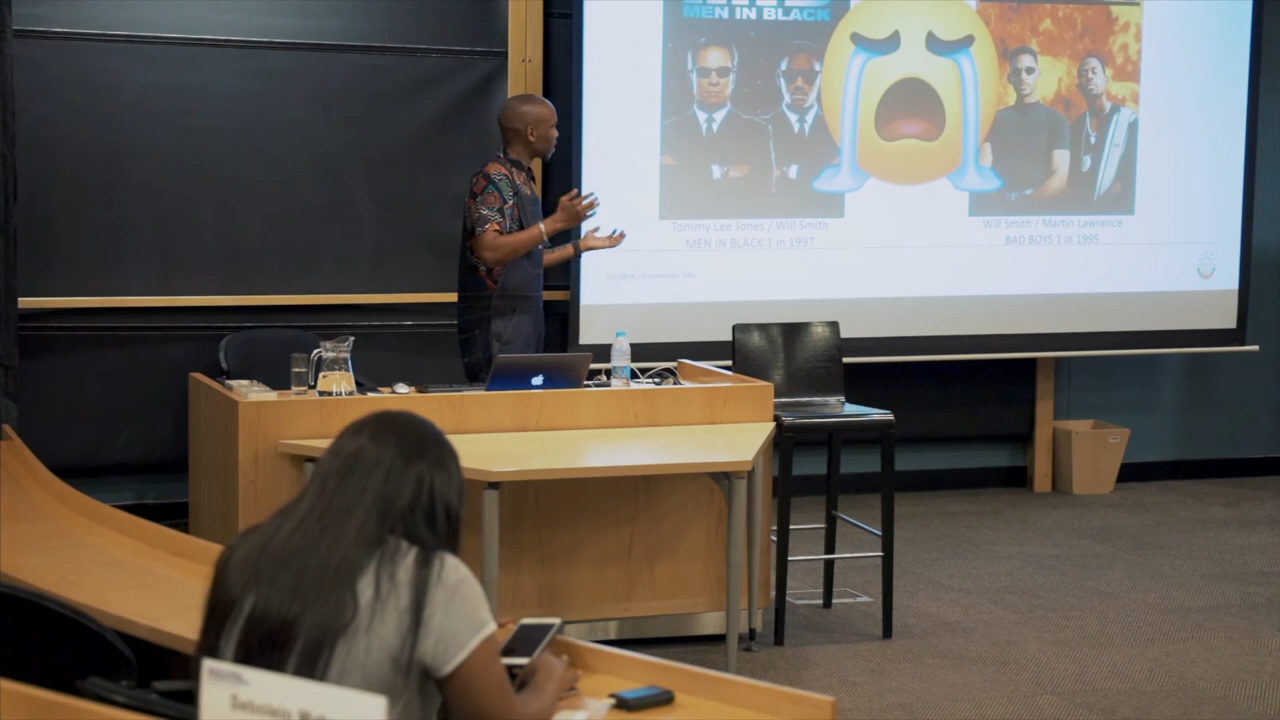 MEN IN BLACK
Tommy Lee Jones / Will Smith
MEN IN BLACK 1 in 1997
Will Smith / Martin Lawrence
BAD BOYS 1 in 1995